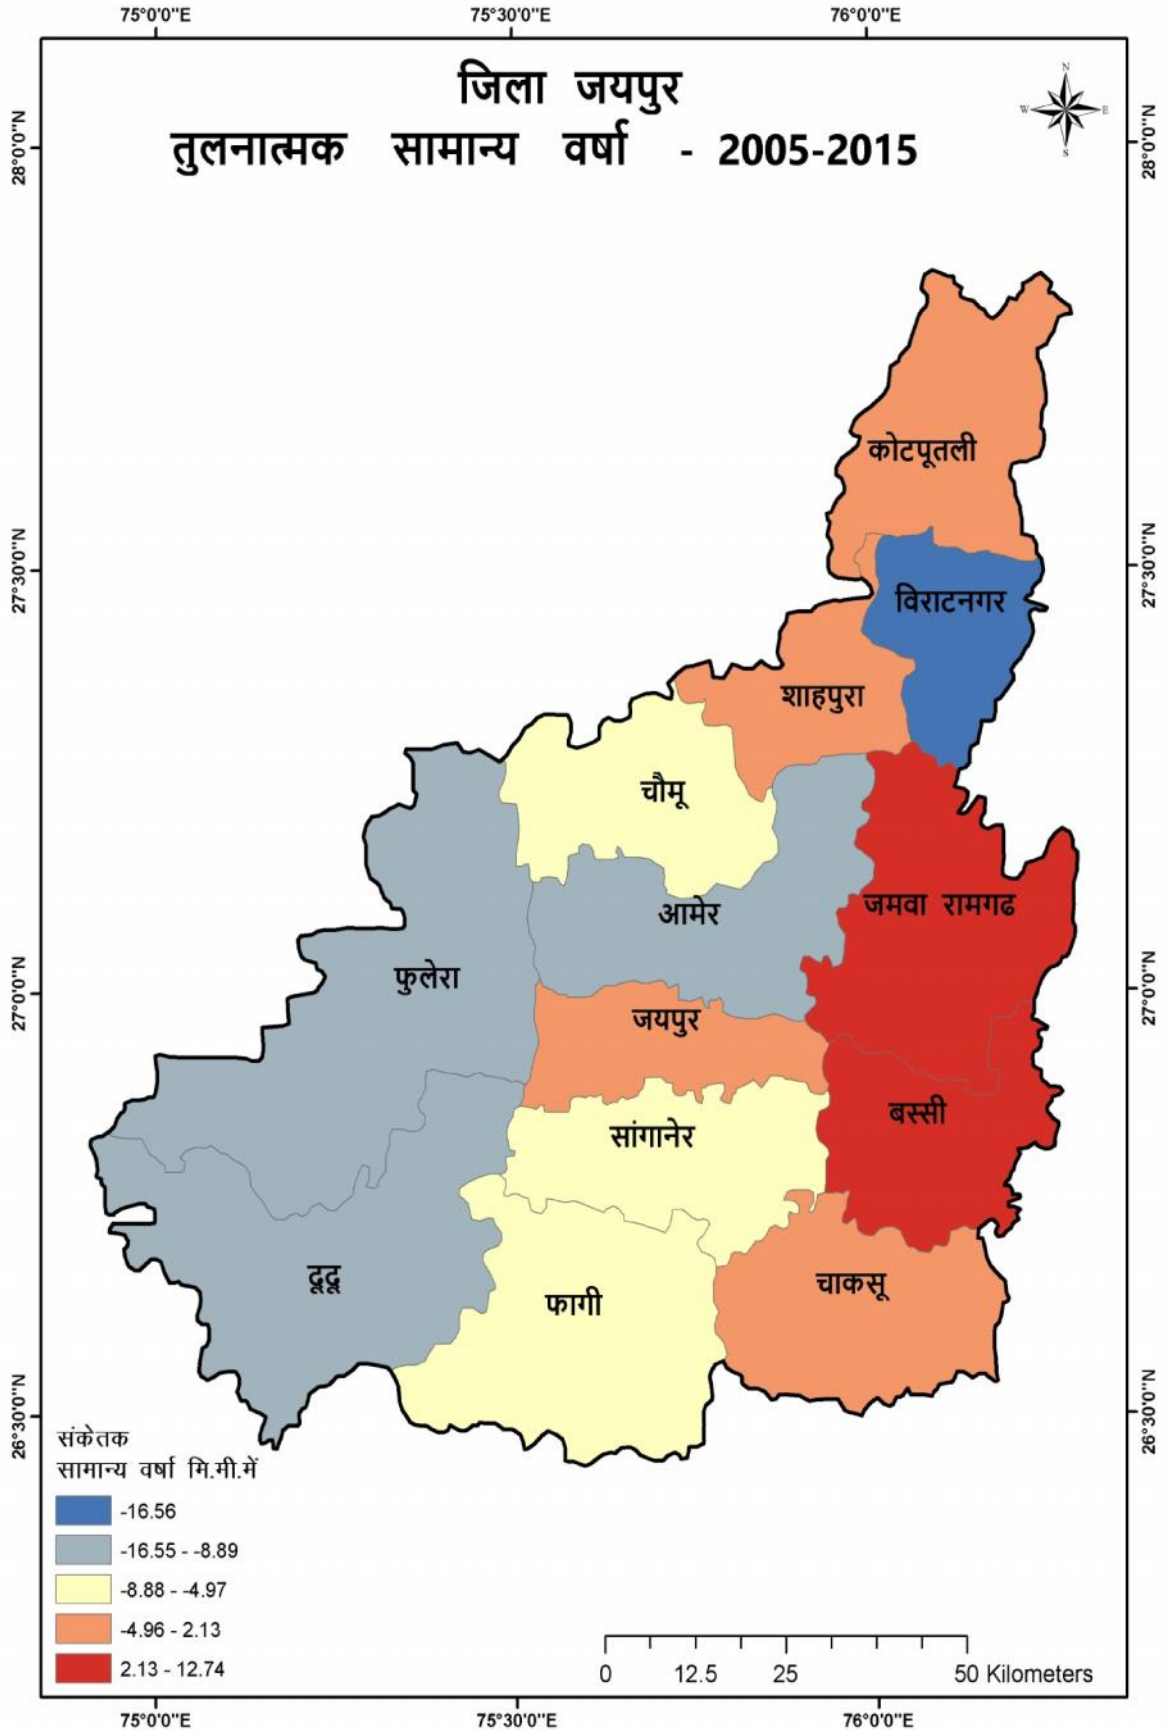 75°0'0"E 75°30'0"E 76°0'0"E
जिला जयपुर
तुलनात्मक सामान्य वर्षा - 2005-2015
N
W E
S
28°0'0"N 28°0'0"N
कोटपूतली
27°30'0"N 27°30'0"N
विराटनगर
शाहपुरा
चौमू
जमवा रामगढ
आमेर
फुलेरा
27°0'0"N 27°0'0"N
जयपुर
बस्सी
सांगानेर
दूदू
चाकसू
फागी
26°30'0"N 26°30'0"N
संकेतक
सामान्य वर्षा मि.मी.में
-16.56
-16.55 - -8.89
-8.88 - -4.97
-4.96 - 2.13
2.13 - 12.74
0 12.5 25 50 Kilometers
75°0'0"E 75°30'0"E 76°0'0"E